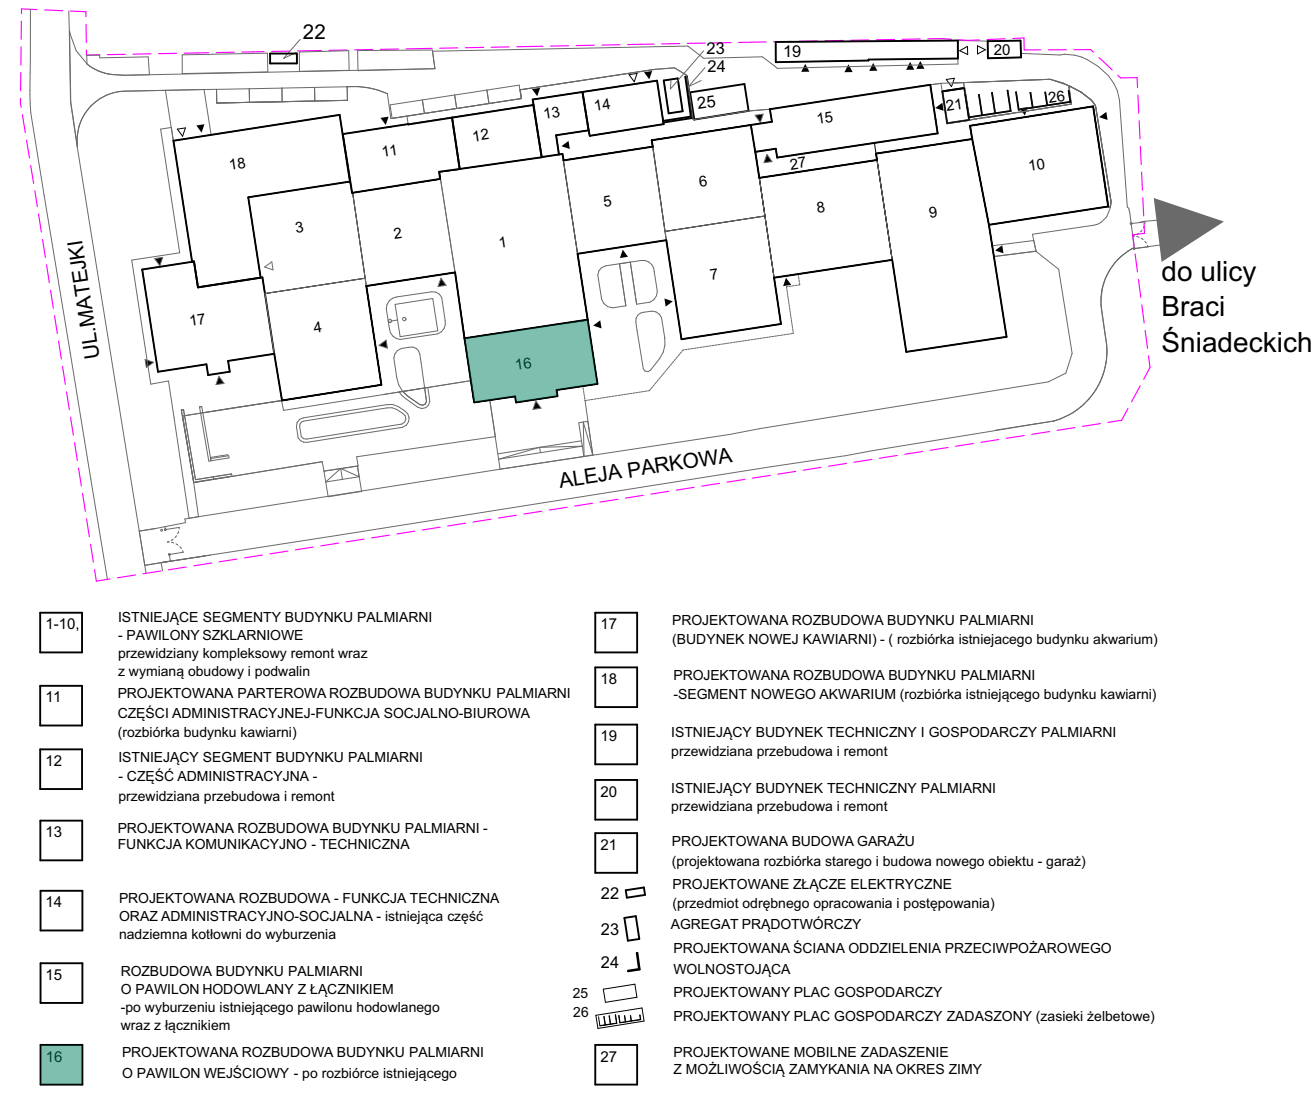 22
23
24
19
20
18
11
12
13
14
25
15
21
26
10
27
3
2
1
5
6
8
9
7
17
4
16
UL.MATEJKI
ALEJA PARKOWA
do ulicy
Braci
Śniadeckich
1-10,
ISTNIEJĄCE SEGMENTY BUDYNKU PALMIARNI
- PAWILONY SZKLARNIOWE
przewidziany kompleksowy remont wraz
z wymianą obudowy i podwalin
11
PROJEKTOWANA PARTEROWA ROZBUDOWA BUDYNKU PALMIARNI
CZĘŚCI ADMINISTRACYJNEJ-FUNKCJA SOCJALNO-BIUROWA
(rozbiórka budynku kawiarni)
12
ISTNIEJĄCY SEGMENT BUDYNKU PALMIARNI
- CZĘŚĆ ADMINISTRACYJNA -
przewidziana przebudowa i remont
13
PROJEKTOWANA ROZBUDOWA BUDYNKU PALMIARNI -
FUNKCJA KOMUNIKACYJNO - TECHNICZNA
14
PROJEKTOWANA ROZBUDOWA - FUNKCJA TECHNICZNA
ORAZ ADMINISTRACYJNO-SOCJALNA - istniejąca część
nadziemna kotłowni do wyburzenia
15
ROZBUDOWA BUDYNKU PALMIARNI
O PAWILON HODOWLANY Z ŁĄCZNIKIEM
-po wyburzeniu istniejącego pawilonu hodowlanego
wraz z łącznikiem
16
PROJEKTOWANA ROZBUDOWA BUDYNKU PALMIARNI
O PAWILON WEJŚCIOWY - po rozbiórce istniejącego
17
PROJEKTOWANA ROZBUDOWA BUDYNKU PALMIARNI
(BUDYNEK NOWEJ KAWIARNI) - ( rozbiórka istniejacego budynku akwarium)
18
PROJEKTOWANA ROZBUDOWA BUDYNKU PALMIARNI
-SEGMENT NOWEGO AKWARIUM (rozbiórka istniejącego budynku kawiarni)
19
ISTNIEJĄCY BUDYNEK TECHNICZNY I GOSPODARCZY PALMIARNI
przewidziana przebudowa i remont
20
ISTNIEJĄCY BUDYNEK TECHNICZNY PALMIARNI
przewidziana przebudowa i remont
21
PROJEKTOWANA BUDOWA GARAŻU
(projektowana rozbiórka starego i budowa nowego obiektu - garaż)
22
PROJEKTOWANE ZŁĄCZE ELEKTRYCZNE
(przedmiot odrębnego opracowania i postępowania)
23
AGREGAT PRĄDOTWÓRCZY
24
PROJEKTOWANA ŚCIANA ODDZIELENIA PRZECIWPOŻAROWEGO
WOLNOSTOJĄCA
25
PROJEKTOWANY PLAC GOSPODARCZY
26
PROJEKTOWANY PLAC GOSPODARCZY ZADASZONY (zasieki żelbetowe)
27
PROJEKTOWANE MOBILNE ZADASZENIE
Z MOŻLIWOŚCIĄ ZAMYKANIA NA OKRES ZIMY